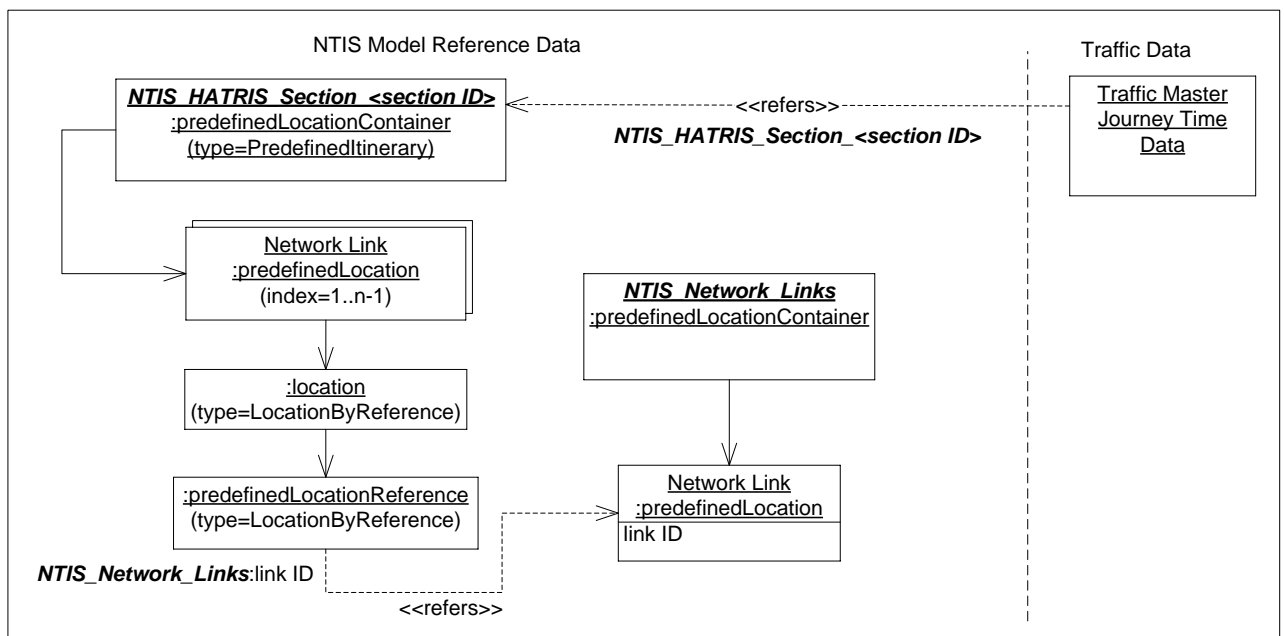 NTIS Model Reference Data
Traffic Data
NTIS_HATRIS_Section_<section ID>
:predefinedLocationContainer
(type=PredefinedItinerary)
<<refers>>
NTIS_HATRIS_Section_<section ID>
Traffic Master
Journey Time
Data
Network Link
:predefinedLocation
(index=1..n-1)
NTIS_Network_Links
:predefinedLocationContainer
:location
(type=LocationByReference)
:predefinedLocationReference
(type=LocationByReference)
Network Link
:predefinedLocation
link ID
NTIS_Network_Links:link ID
<<refers>>